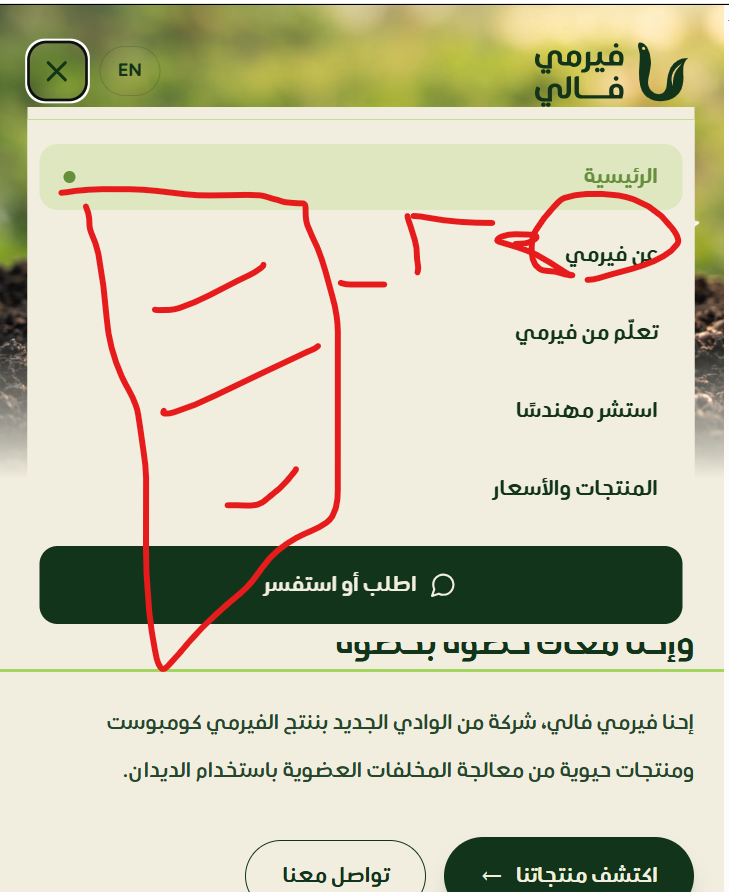 فيرمي
فالي
EN
الرئيسية
عن فيرمي
تعلّم من فيرمي
استشر مهندسًا
المنتجات والأسعار
اطلب أو استفسر
إحنا فيرمي فالي، شركة من الوادي الجديد بننتج الفيرمي كومبوست
ومنتجات حيوية من معالجة المخلفات العضوية باستخدام الديدان.
اكتشف منتجاتنا ←
تواصل معنا